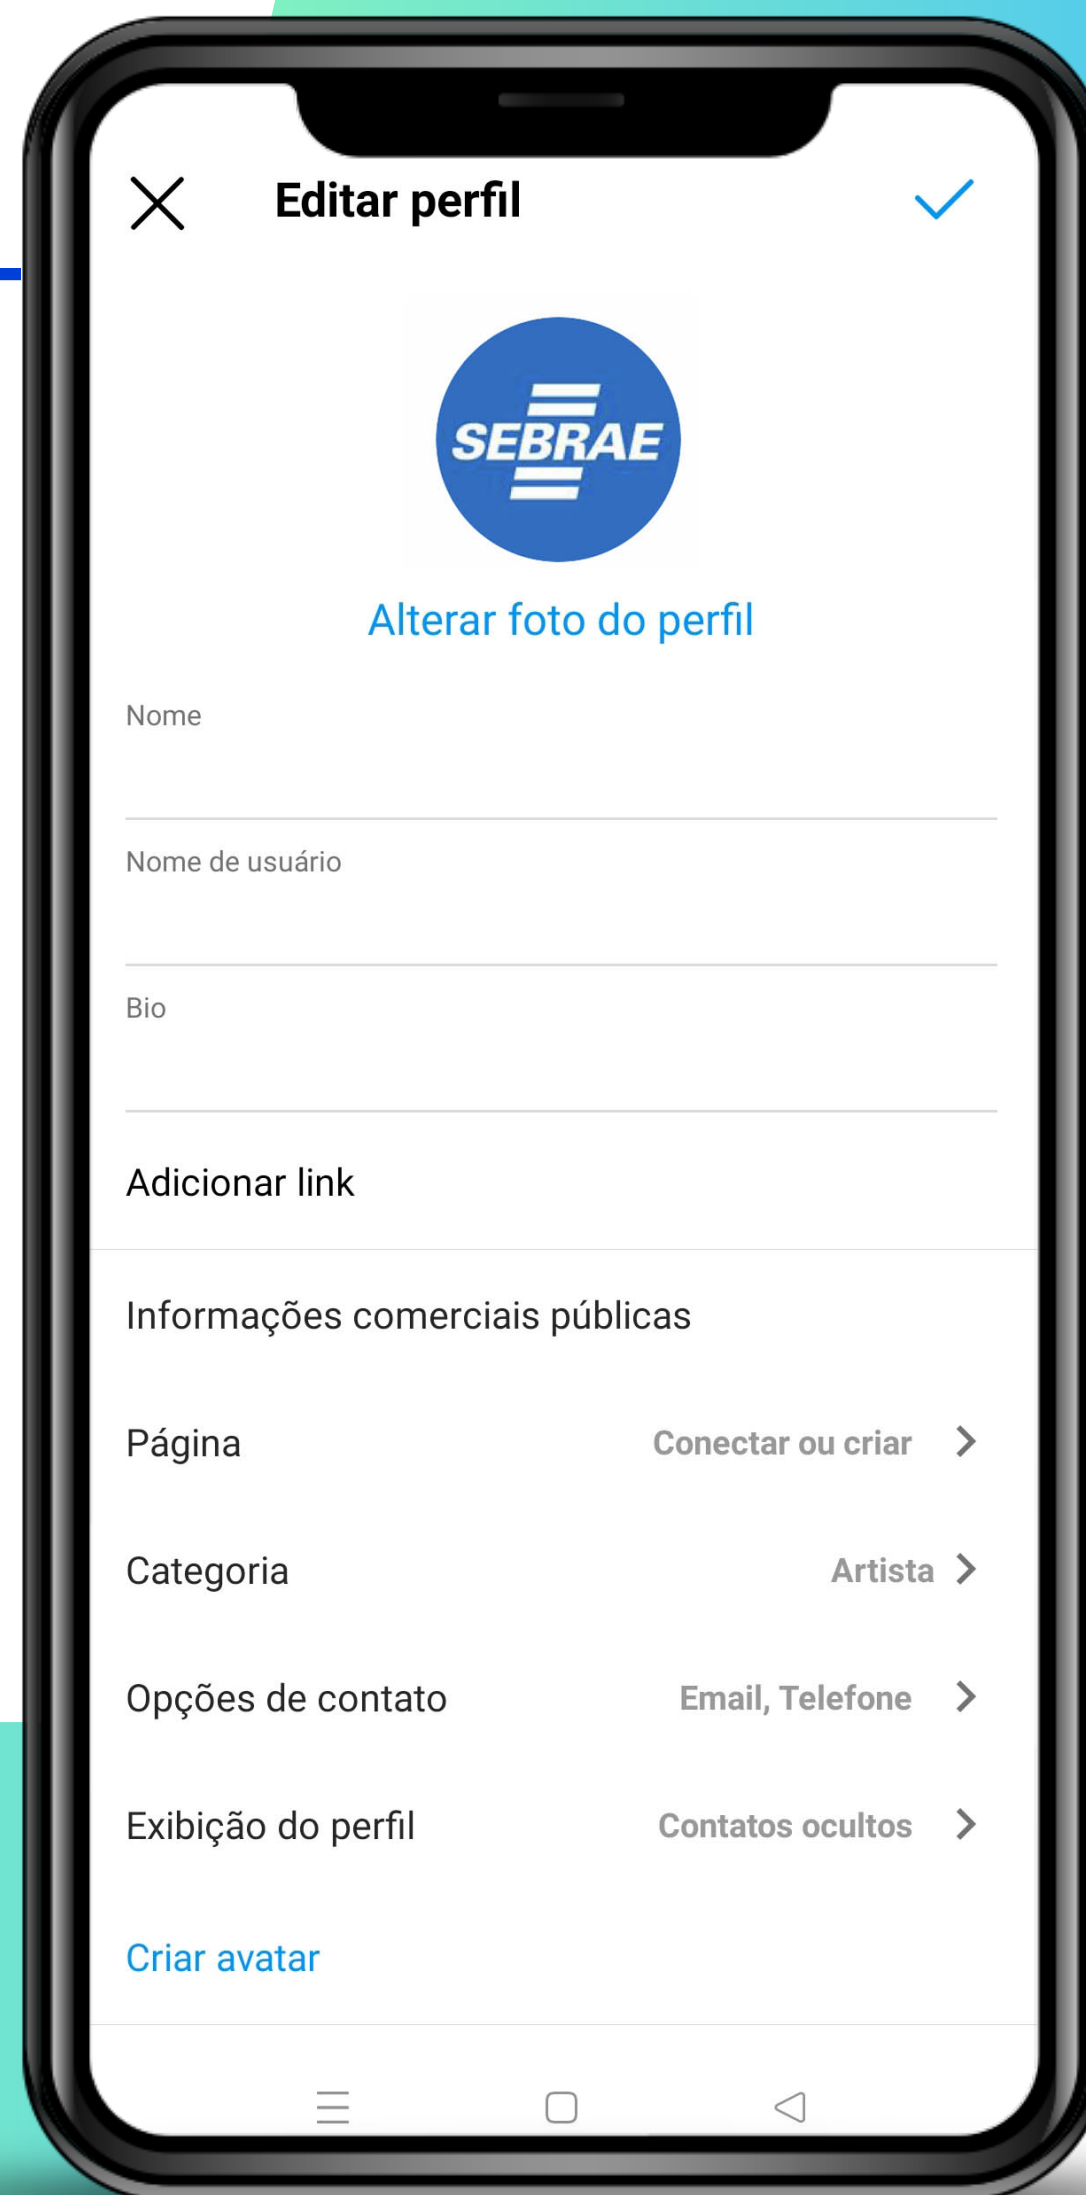 Editar perfil
SEBRAE
Alterar foto do perfil
Nome
Nome de usuário
Bio
Adicionar link
Informações comerciais públicas
Página Conectar ou criar
Categoria Artista
Opções de contato Email, Telefone
Exibição do perfil Contatos ocultos
Criar avatar